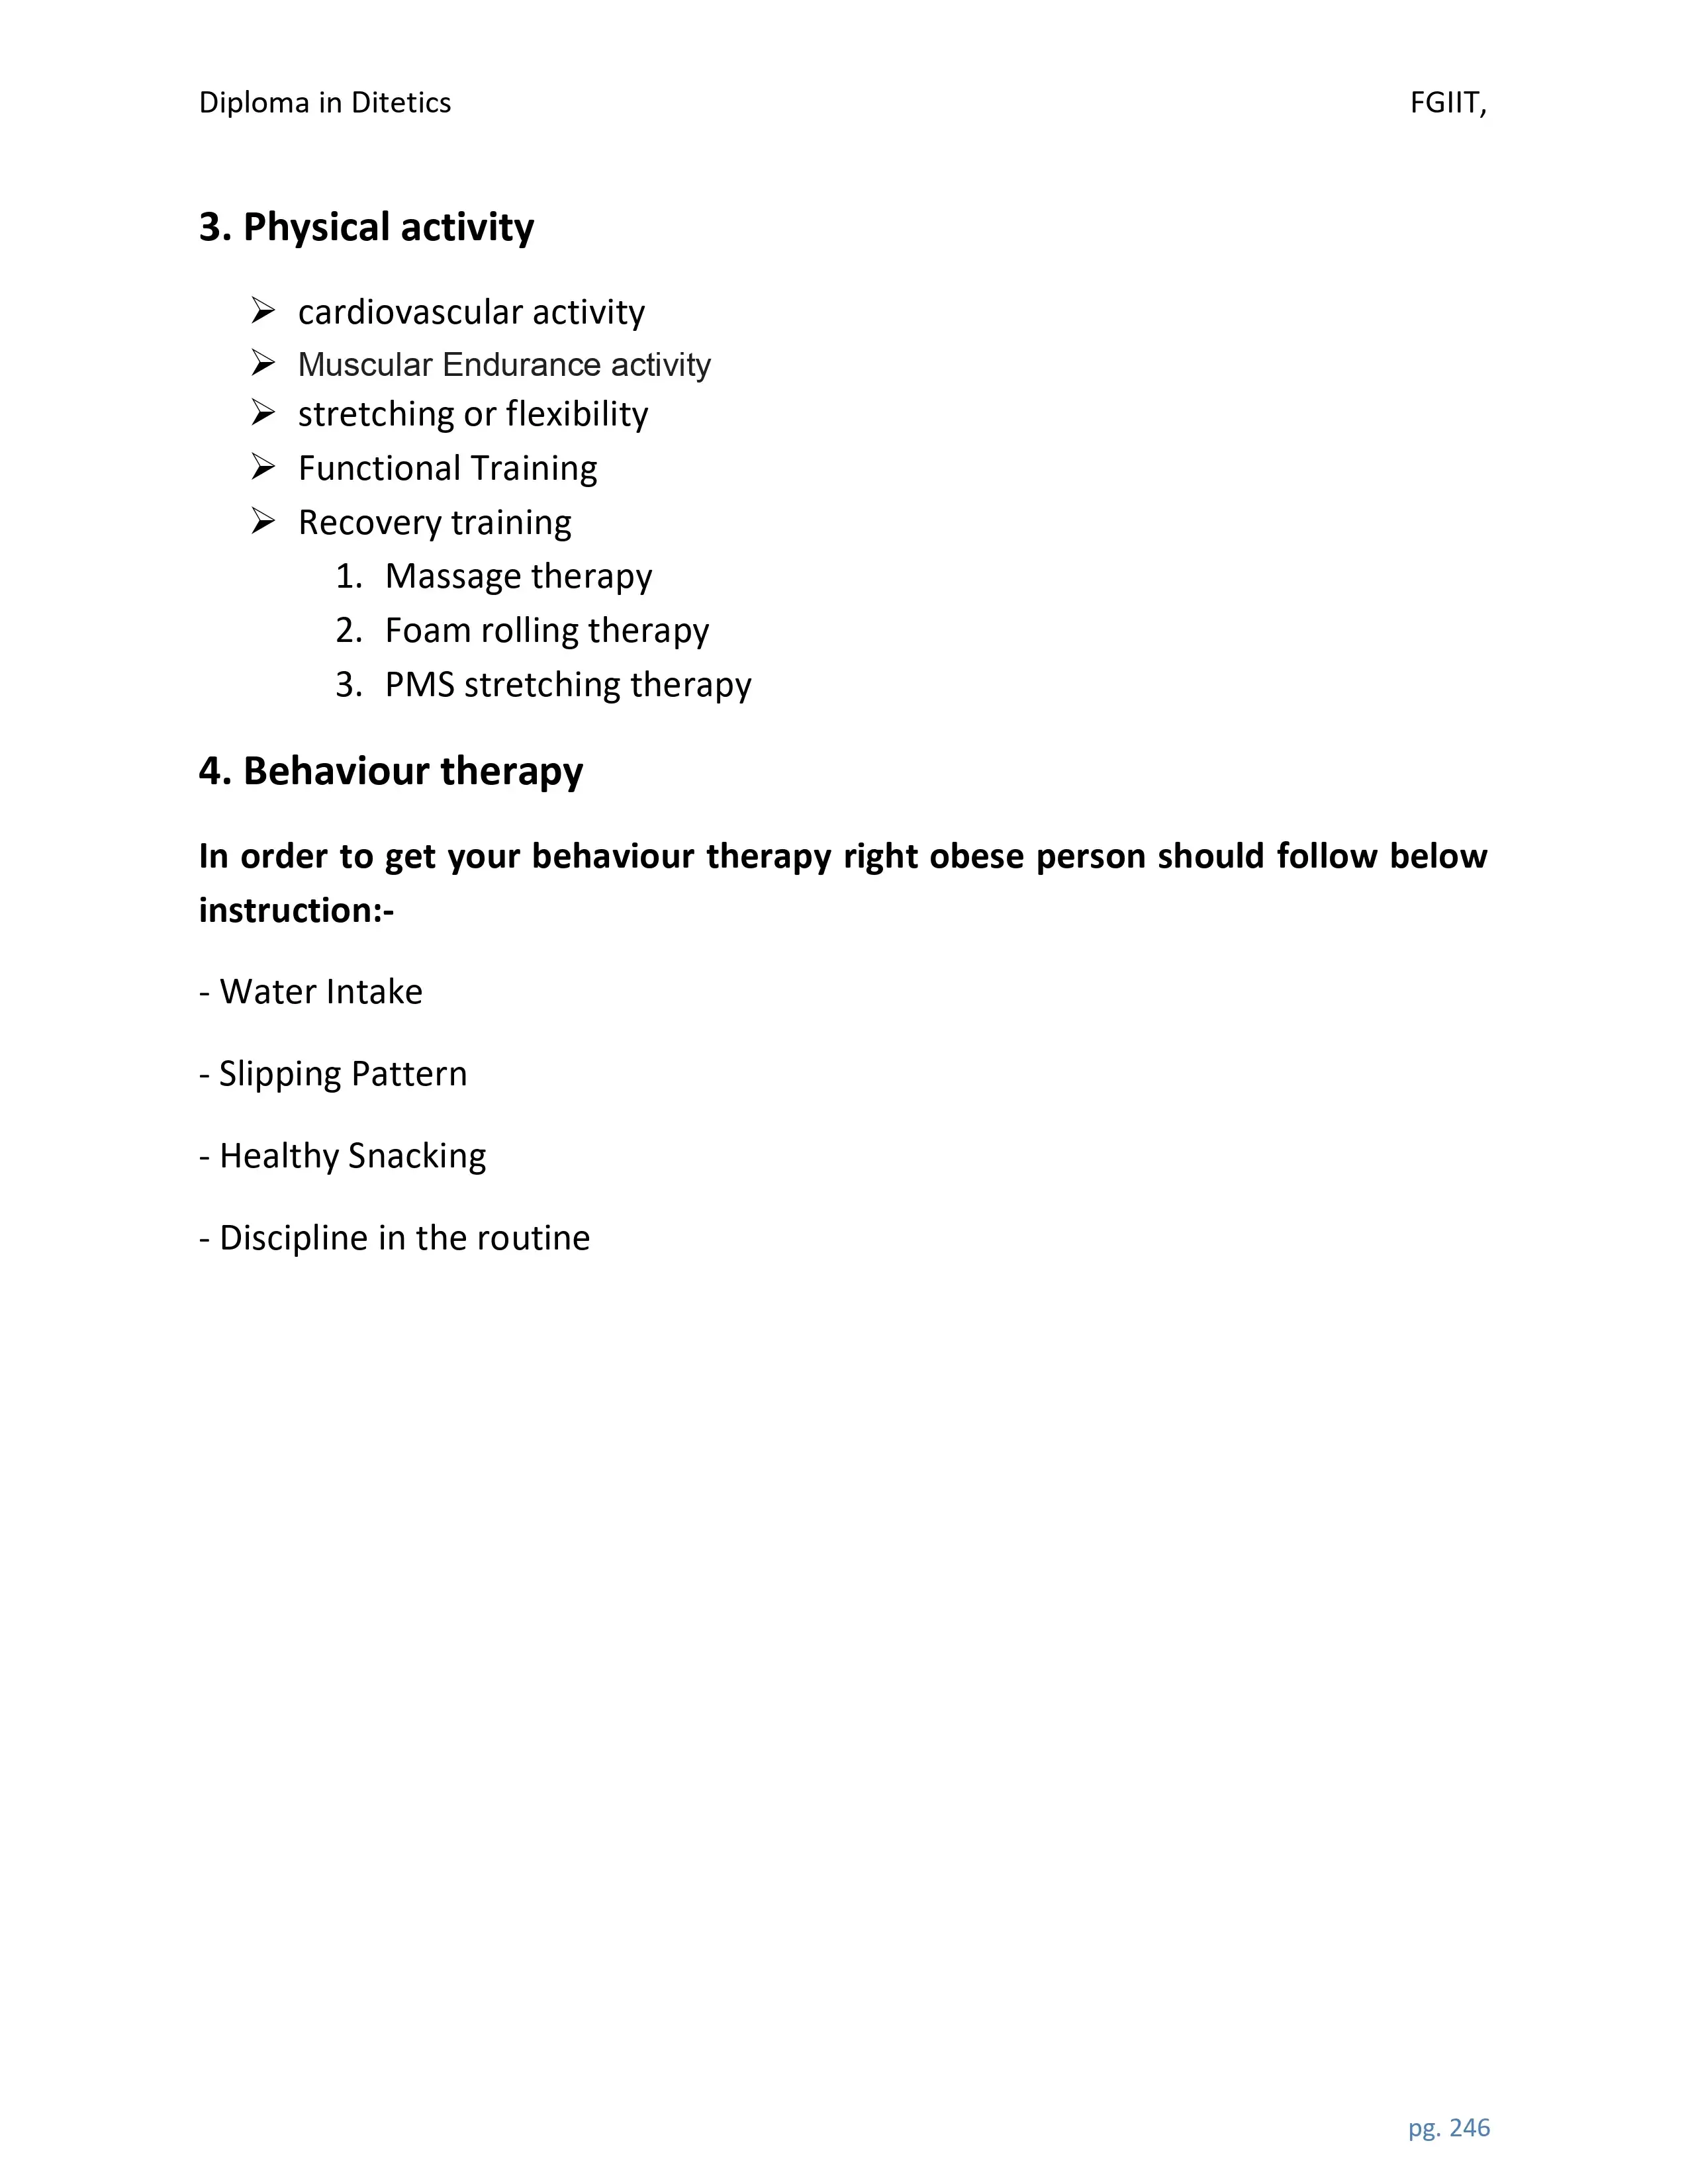 Diploma in Ditetics FGIIT,
3. Physical activity
➢ cardiovascular activity
➢ Muscular Endurance activity
➢ stretching or flexibility
➢ Functional Training
➢ Recovery training
1. Massage therapy
2. Foam rolling therapy
3. PMS stretching therapy
4. Behaviour therapy
In order to get your behaviour therapy right obese person should follow below
instruction:-
- Water Intake
- Slipping Pattern
- Healthy Snacking
- Discipline in the routine
pg. 246